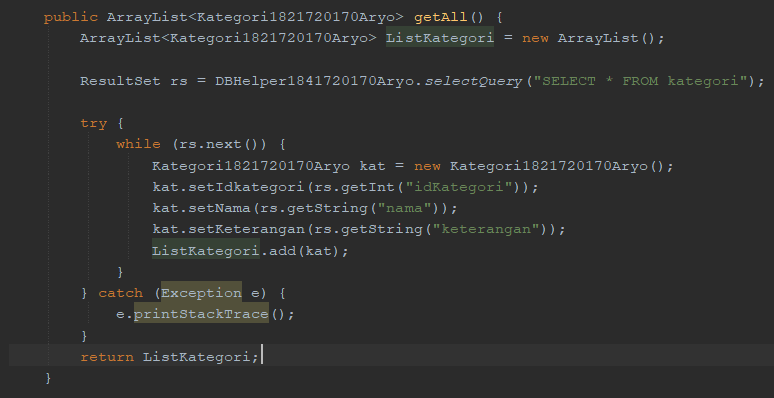 public ArrayList<Kategori1821720170Aryo> getAll() {
ArrayList<Kategori1821720170Aryo> ListKategori = new ArrayList();
ResultSet rs = DBHelper1841720170Aryo.selectQuery("SELECT * FROM kategori");
try {
while (rs.next()) {
Kategori1821720170Aryo kat = new Kategori1821720170Aryo();
kat.setIdkategori(rs.getInt("idKategori"));
kat.setNama(rs.getString("nama"));
kat.setKeterangan(rs.getString("keterangan"));
ListKategori.add(kat);
}
} catch (Exception e) {
e.printStackTrace();
}
return ListKategori;
}